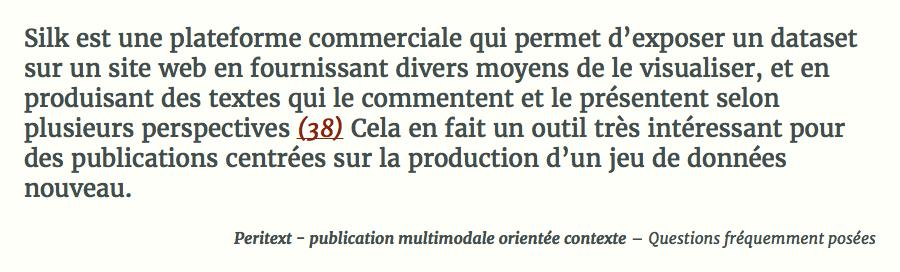 Silk est une plateforme commerciale qui permet d’exposer un dataset
sur un site web en fournissant divers moyens de le visualiser, et en
produisant des textes qui le commentent et le présentent selon
plusieurs perspectives (38) Cela en fait un outil très intéressant pour
des publications centrées sur la production d’un jeu de données
nouveau.
Peritext - publication multimodale orientée contexte – Questions fréquemment posées